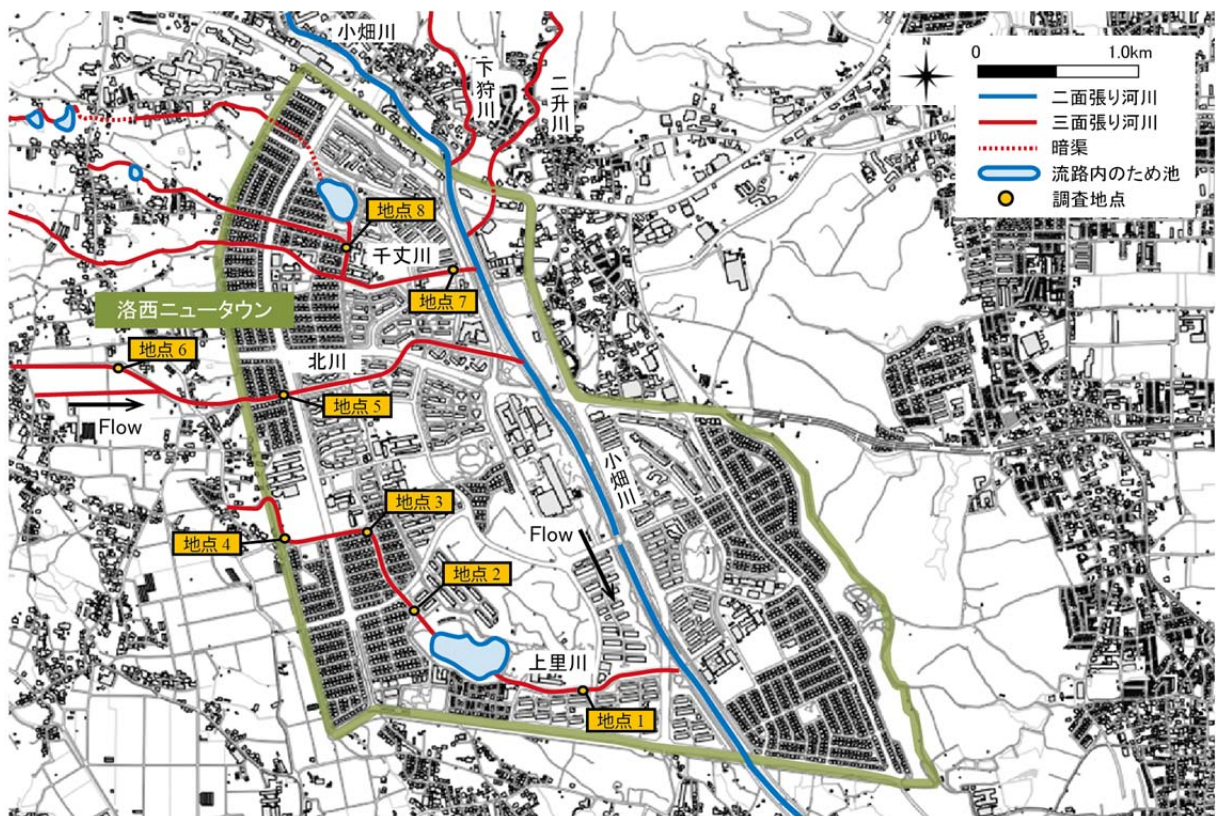 小畑川
下狩川
二升川
N
0 1.0km
二面張り河川
三面張り河川
暗渠
流路内のため池
調査地点
地点 8
千丈川
地点 7
洛西ニュータウン
地点 6
北川
地点 5
Flow
小畑川
地点 3
Flow
地点 4
地点 2
上里川
地点 1